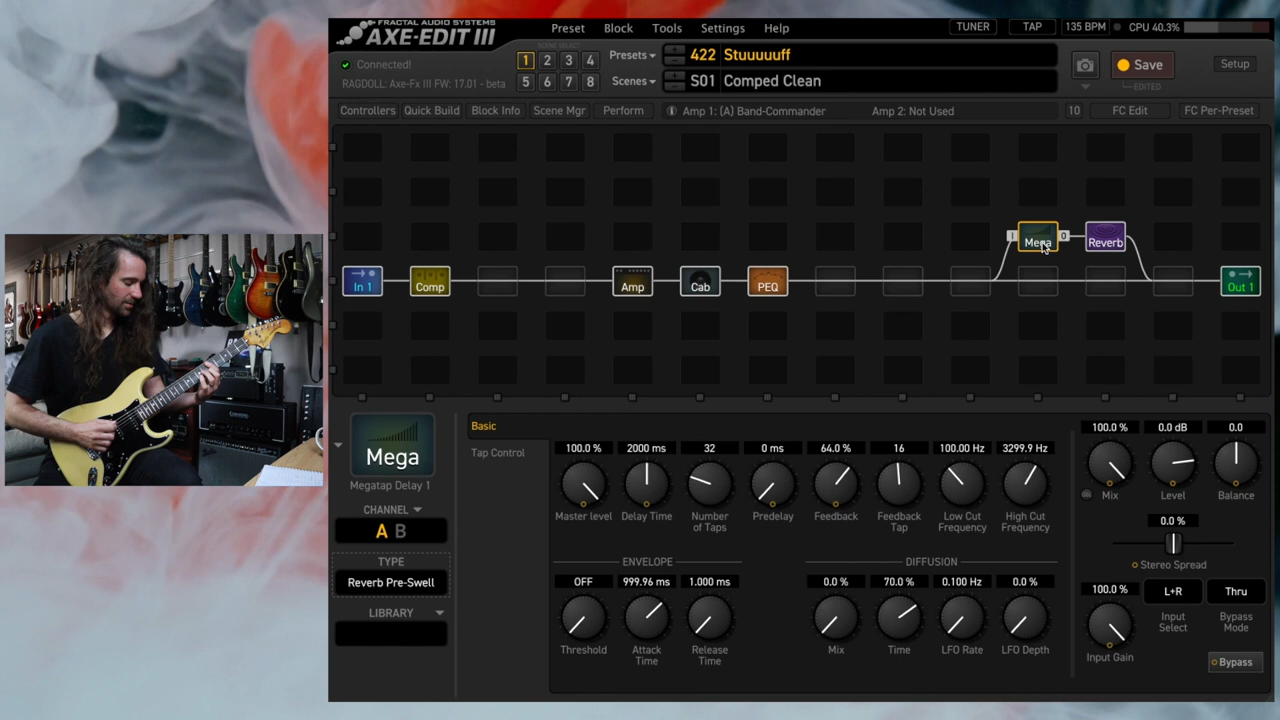 FRACTAL AUDIO SYSTEMS
AXE-EDIT III
Preset Block Tools Settings Help
TUNER TAP 135 BPM CPU 40.3%
Connected!
RAGDOLL: Axe-Fx III FW: 17.01 - beta
SCENE SELECT
1 2 3 4
5 6 7 8
Presets 422 Stuuuuuff
Scenes S01 Comped Clean
Save
EDITED
Setup
Controllers Quick Build Block Info Scene Mgr Perform
Amp 1: (A) Band-Commander Amp 2: Not Used
10 FC Edit FC Per-Preset
I Mega O Reverb
In 1 Comp Amp Cab PEQ Out 1
Mega
Megatap Delay 1
CHANNEL
A B
TYPE
Reverb Pre-Swell
LIBRARY
Basic
Tap Control
100.0 % 2000 ms 32 0 ms 64.0 % 16 100.00 Hz 3299.9 Hz
Master level Delay Time Number of Taps Predelay Feedback Feedback Tap Low Cut Frequency High Cut Frequency
ENVELOPE DIFFUSION
OFF 999.96 ms 1.000 ms 0.0 % 70.0 % 0.100 Hz 0.0 %
Threshold Attack Time Release Time Mix Time LFO Rate LFO Depth
100.0 % 0.0 dB 0.0
Mix Level Balance
0.0 %
Stereo Spread
100.0 % L+R Thru
Input Gain Input Select Bypass Mode
Bypass